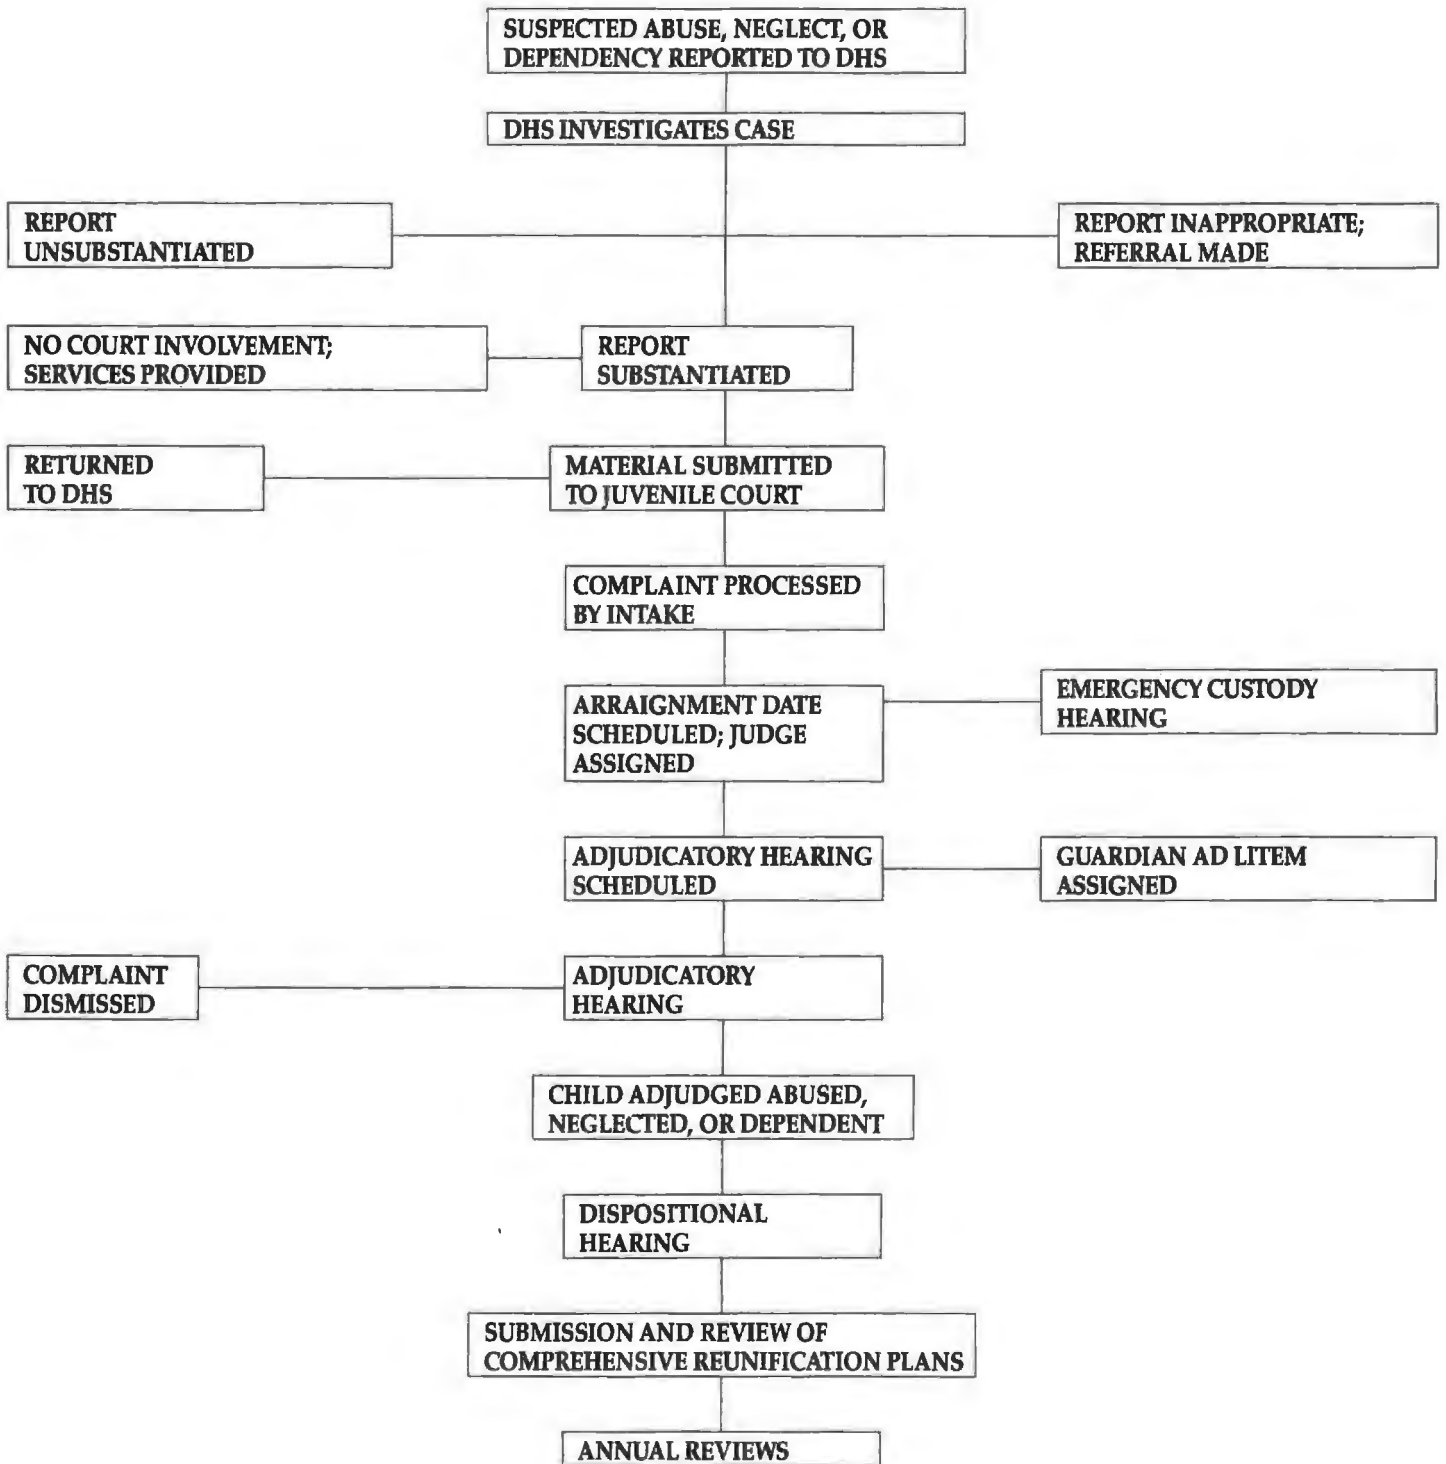 SUSPECTED ABUSE, NEGLECT, OR
DEPENDENCY REPORTED TO DHS
DHS INVESTIGATES CASE
REPORT
UNSUBSTANTIATED
REPORT INAPPROPRIATE;
REFERRAL MADE
NO COURT INVOLVEMENT;
SERVICES PROVIDED
REPORT
SUBSTANTIATED
RETURNED
TO DHS
MATERIAL SUBMITTED
TO JUVENILE COURT
COMPLAINT PROCESSED
BY INTAKE
ARRAIGNMENT DATE
SCHEDULED; JUDGE
ASSIGNED
EMERGENCY CUSTODY
HEARING
ADJUDICATORY HEARING
SCHEDULED
GUARDIAN AD LITEM
ASSIGNED
COMPLAINT
DISMISSED
ADJUDICATORY
HEARING
CHILD ADJUDGED ABUSED,
NEGLECTED, OR DEPENDENT
DISPOSITIONAL
HEARING
SUBMISSION AND REVIEW OF
COMPREHENSIVE REUNIFICATION PLANS
ANNUAL REVIEWS